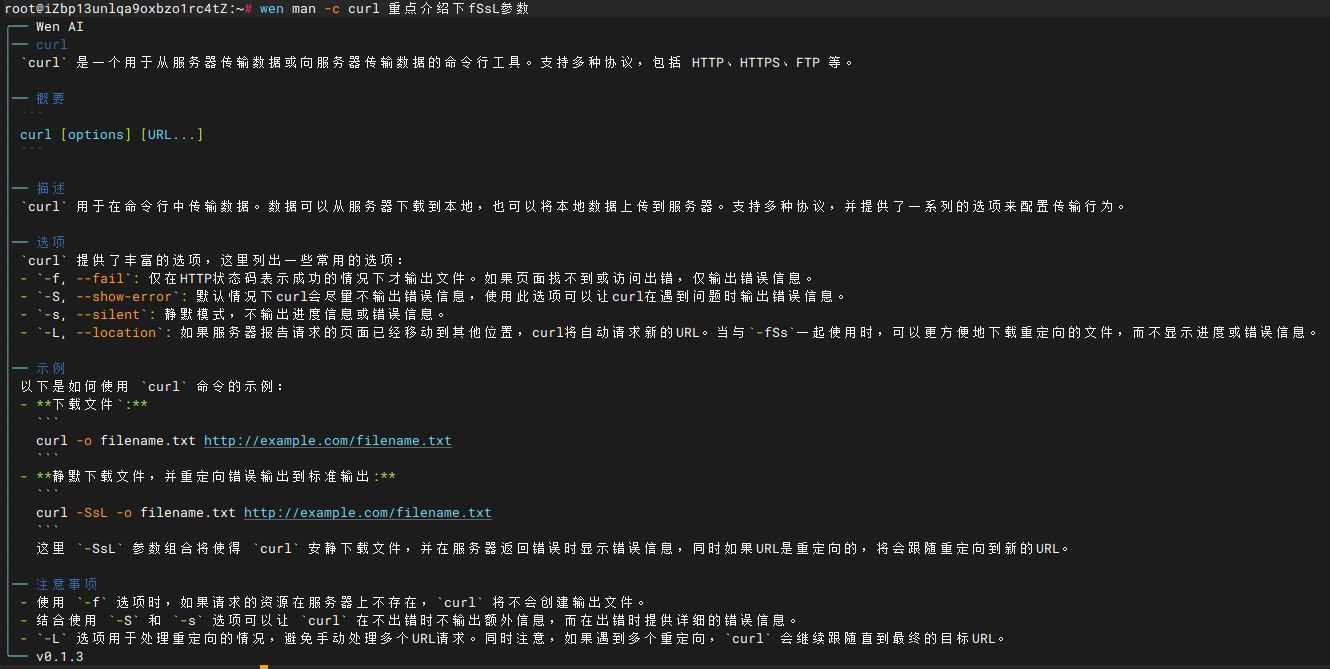 root@iZbp13unlqa9oxbzo1rc4tZ:~# wen man -c curl 重点介绍下fSsL参数
Wen AI
curl
`curl` 是一个用于从服务器传输数据或向服务器传输数据的命令行工具。支持多种协议，包括 HTTP、HTTPS、FTP 等。
概要
```
curl [options] [URL...]
```
描述
`curl` 用于在命令行中传输数据。数据可以从服务器下载到本地，也可以将本地数据上传到服务器。支持多种协议，并提供了一系列的选项来配置传输行为。
选项
`curl` 提供了丰富的选项，这里列出一些常用的选项：
- `-f, --fail`: 仅在HTTP状态码表示成功的情况下才输出文件。如果页面找不到或访问出错，仅输出错误信息。
- `-S, --show-error`: 默认情况下curl会尽量不输出错误信息，使用此选项可以让curl在遇到问题时输出错误信息。
- `-s, --silent`: 静默模式，不输出进度信息或错误信息。
- `-L, --location`: 如果服务器报告请求的页面已经移动到其他位置，curl将自动请求新的URL。当与`-fSs`一起使用时，可以更方便地下载重定向的文件，而不显示进度或错误信息。
示例
以下是如何使用 `curl` 命令的示例：
- **下载文件`:**
```
curl -o filename.txt http://example.com/filename.txt
```
- **静默下载文件，并重定向错误输出到标准输出:**
```
curl -SsL -o filename.txt http://example.com/filename.txt
```
这里 `-SsL` 参数组合将使得 `curl` 安静下载文件，并在服务器返回错误时显示错误信息，同时如果URL是重定向的，将会跟随重定向到新的URL。
注意事项
- 使用 `-f` 选项时，如果请求的资源在服务器上不存在，`curl` 将不会创建输出文件。
- 结合使用 `-S` 和 `-s` 选项可以让 `curl` 在不出错时不输出额外信息，而在出错时提供详细的错误信息。
- `-L` 选项用于处理重定向的情况，避免手动处理多个URL请求。同时注意，如果遇到多个重定向，`curl` 会继续跟随直到最终的目标URL。
v0.1.3